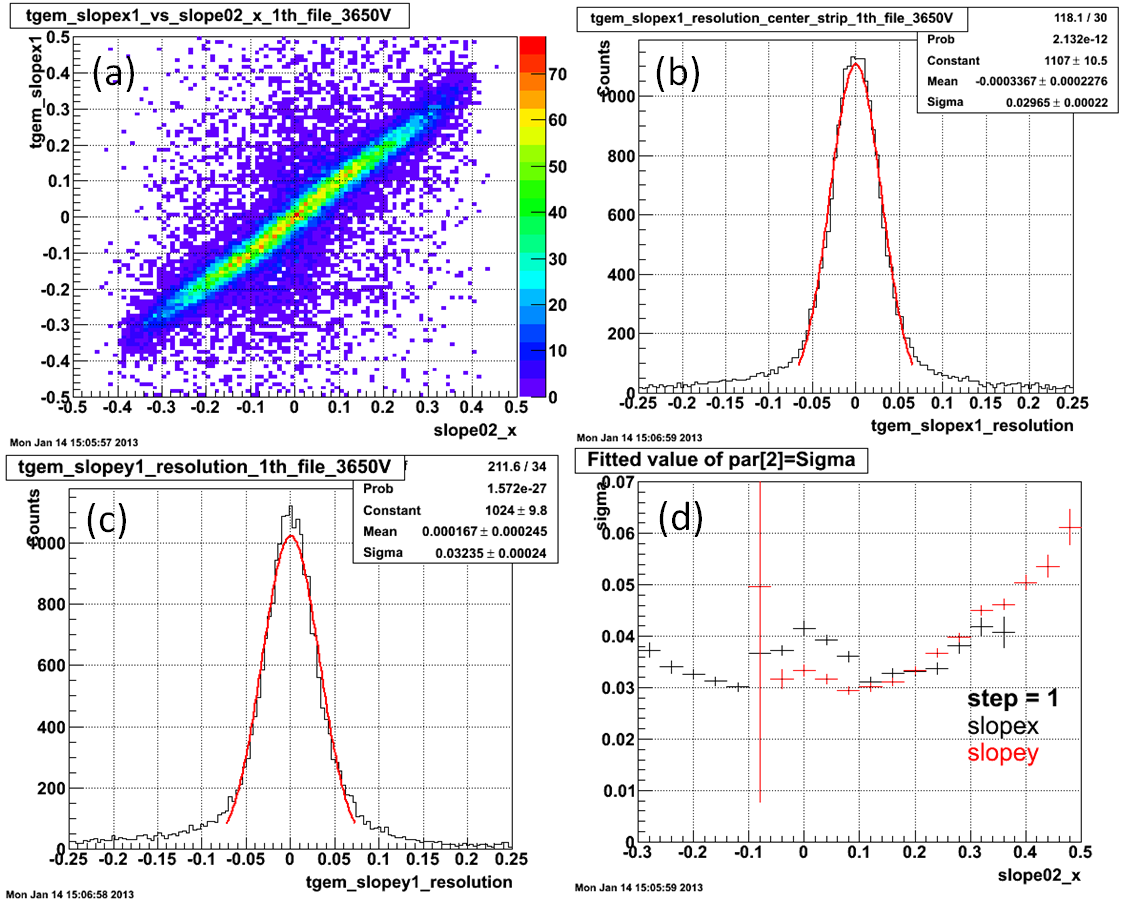 tgem_slopex1_vs_slope02_x_1th_file_3650V
(a)
tgem_slopex1
0.5
0.4
0.3
0.2
0.1
0
-0.1
-0.2
-0.3
-0.4
-0.5
-0.5 -0.4 -0.3 -0.2 -0.1 0 0.1 0.2 0.3 0.4 0.5
slope02_x
70
60
50
40
30
20
10
0
Mon Jan 14 15:05:57 2013
tgem_slopex1_resolution_center_strip_1th_file_3650V
118.1 / 30
Prob 2.132e-12
Constant 1107 ± 10.5
Mean -0.0003367 ± 0.0002276
Sigma 0.02965 ± 0.00022
(b)
Counts
1000
800
600
400
200
0
-0.25 -0.2 -0.15 -0.1 -0.05 0 0.05 0.1 0.15 0.2 0.25
tgem_slopex1_resolution
Mon Jan 14 15:06:59 2013
tgem_slopey1_resolution_1th_file_3650V
f 211.6 / 34
Prob 1.572e-27
Constant 1024 ± 9.8
Mean 0.000167 ± 0.000245
Sigma 0.03235 ± 0.00024
(c)
Counts
1000
800
600
400
200
0
-0.25 -0.2 -0.15 -0.1 -0.05 0 0.05 0.1 0.15 0.2 0.25
tgem_slopey1_resolution
Mon Jan 14 15:06:58 2013
Fitted value of par[2]=Sigma
(d)
sigma
0.07
0.06
0.05
0.04
0.03
0.02
0.01
0
step = 1
slopex
slopey
-0.3 -0.2 -0.1 0 0.1 0.2 0.3 0.4 0.5
slope02_x
Mon Jan 14 15:05:59 2013